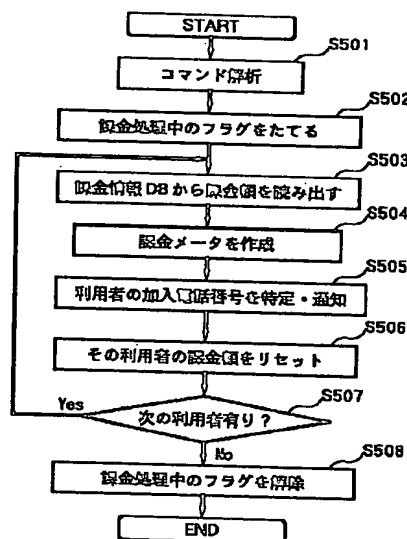 START
S501
コマンド解析
S502
課金処理中のフラグをたてる
S503
課金情報DBから課金額を読み出す
S504
課金メータを作成
S505
利用者の加入電話番号を特定・通知
S506
その利用者の課金額をリセット
S507
Yes
次の利用者有り？
No
S508
課金処理中のフラグを解除
END